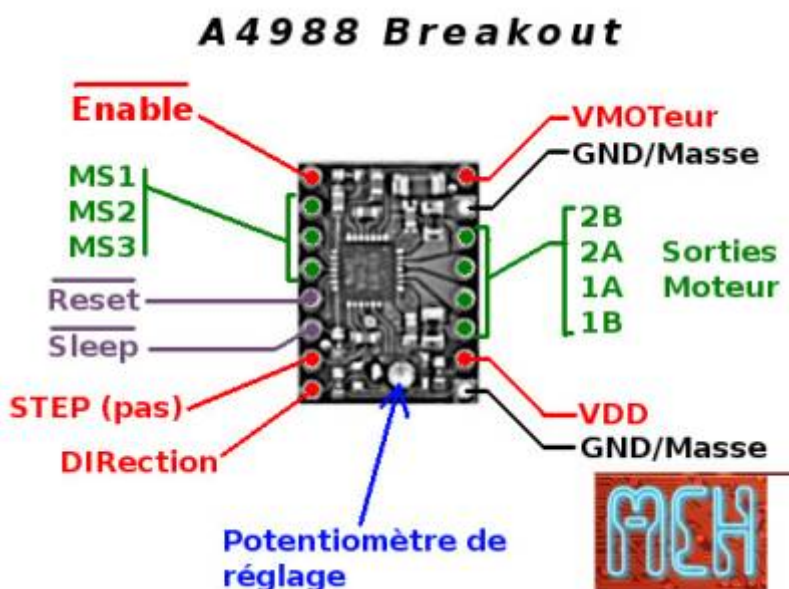 A4988 Breakout
Enable
MS1
MS2
MS3
Reset
Sleep
STEP (pas)
DIRection
VMOTeur
GND/Masse
2B
2A Sorties
1A Moteur
1B
VDD
GND/Masse
Potentiomètre de
réglage
MCH